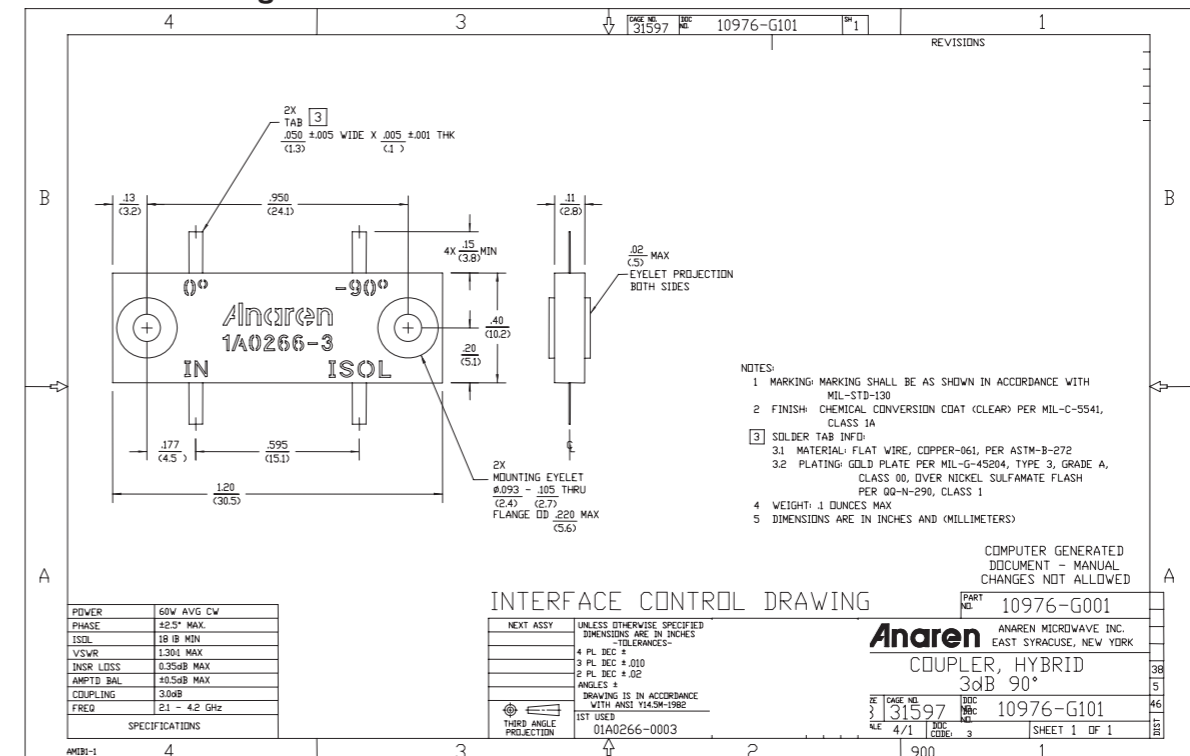 4 3 CAGE NO. 31597 DOC NO. 10976-G101 SH 1 1
REVISIONS
2X
TAB 3
.050 ±.005 WIDE X .005 ±.001 THK
(1.3) (.1 )
B B
.13
(3.2)
.950
(24.1)
.11
(2.8)
4X .15 MIN
(3.8)
.02 MAX
(.5)
EYELET PROJECTION
BOTH SIDES
0° -90°
Anaren
1A0266-3
IN ISOL
.40
(10.2)
.20
(5.1)
.177
(4.5 )
.595
(15.1)
1.20
(30.5)
℄
2X
MOUNTING EYELET
ø.093 - .105 THRU
(2.4) (2.7)
FLANGE OD .220 MAX
(5.6)
NOTES:
1 MARKING: MARKING SHALL BE AS SHOWN IN ACCORDANCE WITH
MIL-STD-130
2 FINISH: CHEMICAL CONVERSION COAT (CLEAR) PER MIL-C-5541,
CLASS 1A
3 SOLDER TAB INFO:
3.1 MATERIAL: FLAT WIRE, COPPER-061, PER ASTM-B-272
3.2 PLATING: GOLD PLATE PER MIL-G-45204, TYPE 3, GRADE A,
CLASS 00, OVER NICKEL SULFAMATE FLASH
PER QQ-N-290, CLASS 1
4 WEIGHT: .1 OUNCES MAX
5 DIMENSIONS ARE IN INCHES AND (MILLIMETERS)
COMPUTER GENERATED
DOCUMENT - MANUAL
CHANGES NOT ALLOWED
A A
INTERFACE CONTROL DRAWING
PART NO. 10976-G001
POWER 60W AVG CW
PHASE ±2.5° MAX.
ISOL 18 dB MIN
VSWR 1.30:1 MAX
INSR LOSS 0.35dB MAX
AMPTD BAL ±0.5dB MAX
COUPLING 3.0dB
FREQ 2.1 - 4.2 GHz
SPECIFICATIONS
NEXT ASSY
UNLESS OTHERWISE SPECIFIED
DIMENSIONS ARE IN INCHES
-TOLERANCES-
4 PL DEC ±
3 PL DEC ±.010
2 PL DEC ±.02
ANGLES ±
DRAWING IS IN ACCORDANCE
WITH ANSI Y14.5M-1982
THIRD ANGLE
PROJECTION
1ST USED
01A0266-0003
Anaren ANAREN MICROWAVE INC.
EAST SYRACUSE, NEW YORK
COUPLER, HYBRID
3dB 90°
CAGE NO. 31597 DOC NO. 10976-G101
4/1 DOC CODE: 3 SHEET 1 OF 1
38
5
46
DIST
AMIB1-1 4 3 2 900 1